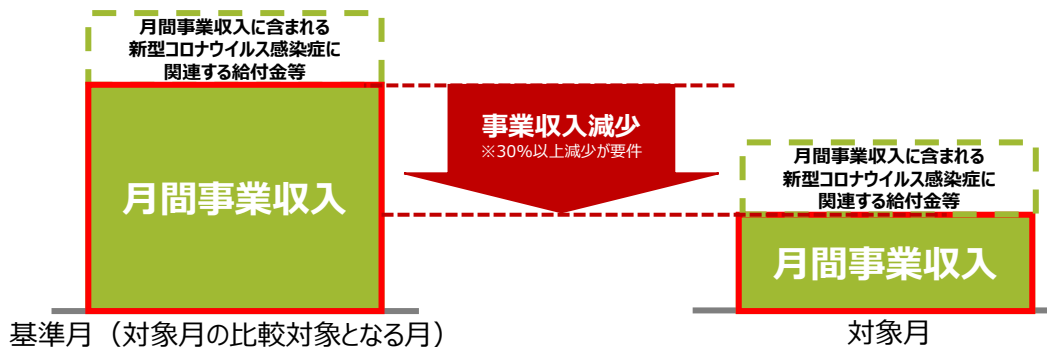 月間事業収入に含まれる
新型コロナウイルス感染症に
関連する給付金等
月間事業収入
基準月（対象月の比較対象となる月）
事業収入減少
※30%以上減少が要件
月間事業収入に含まれる
新型コロナウイルス感染症に
関連する給付金等
月間事業収入
対象月